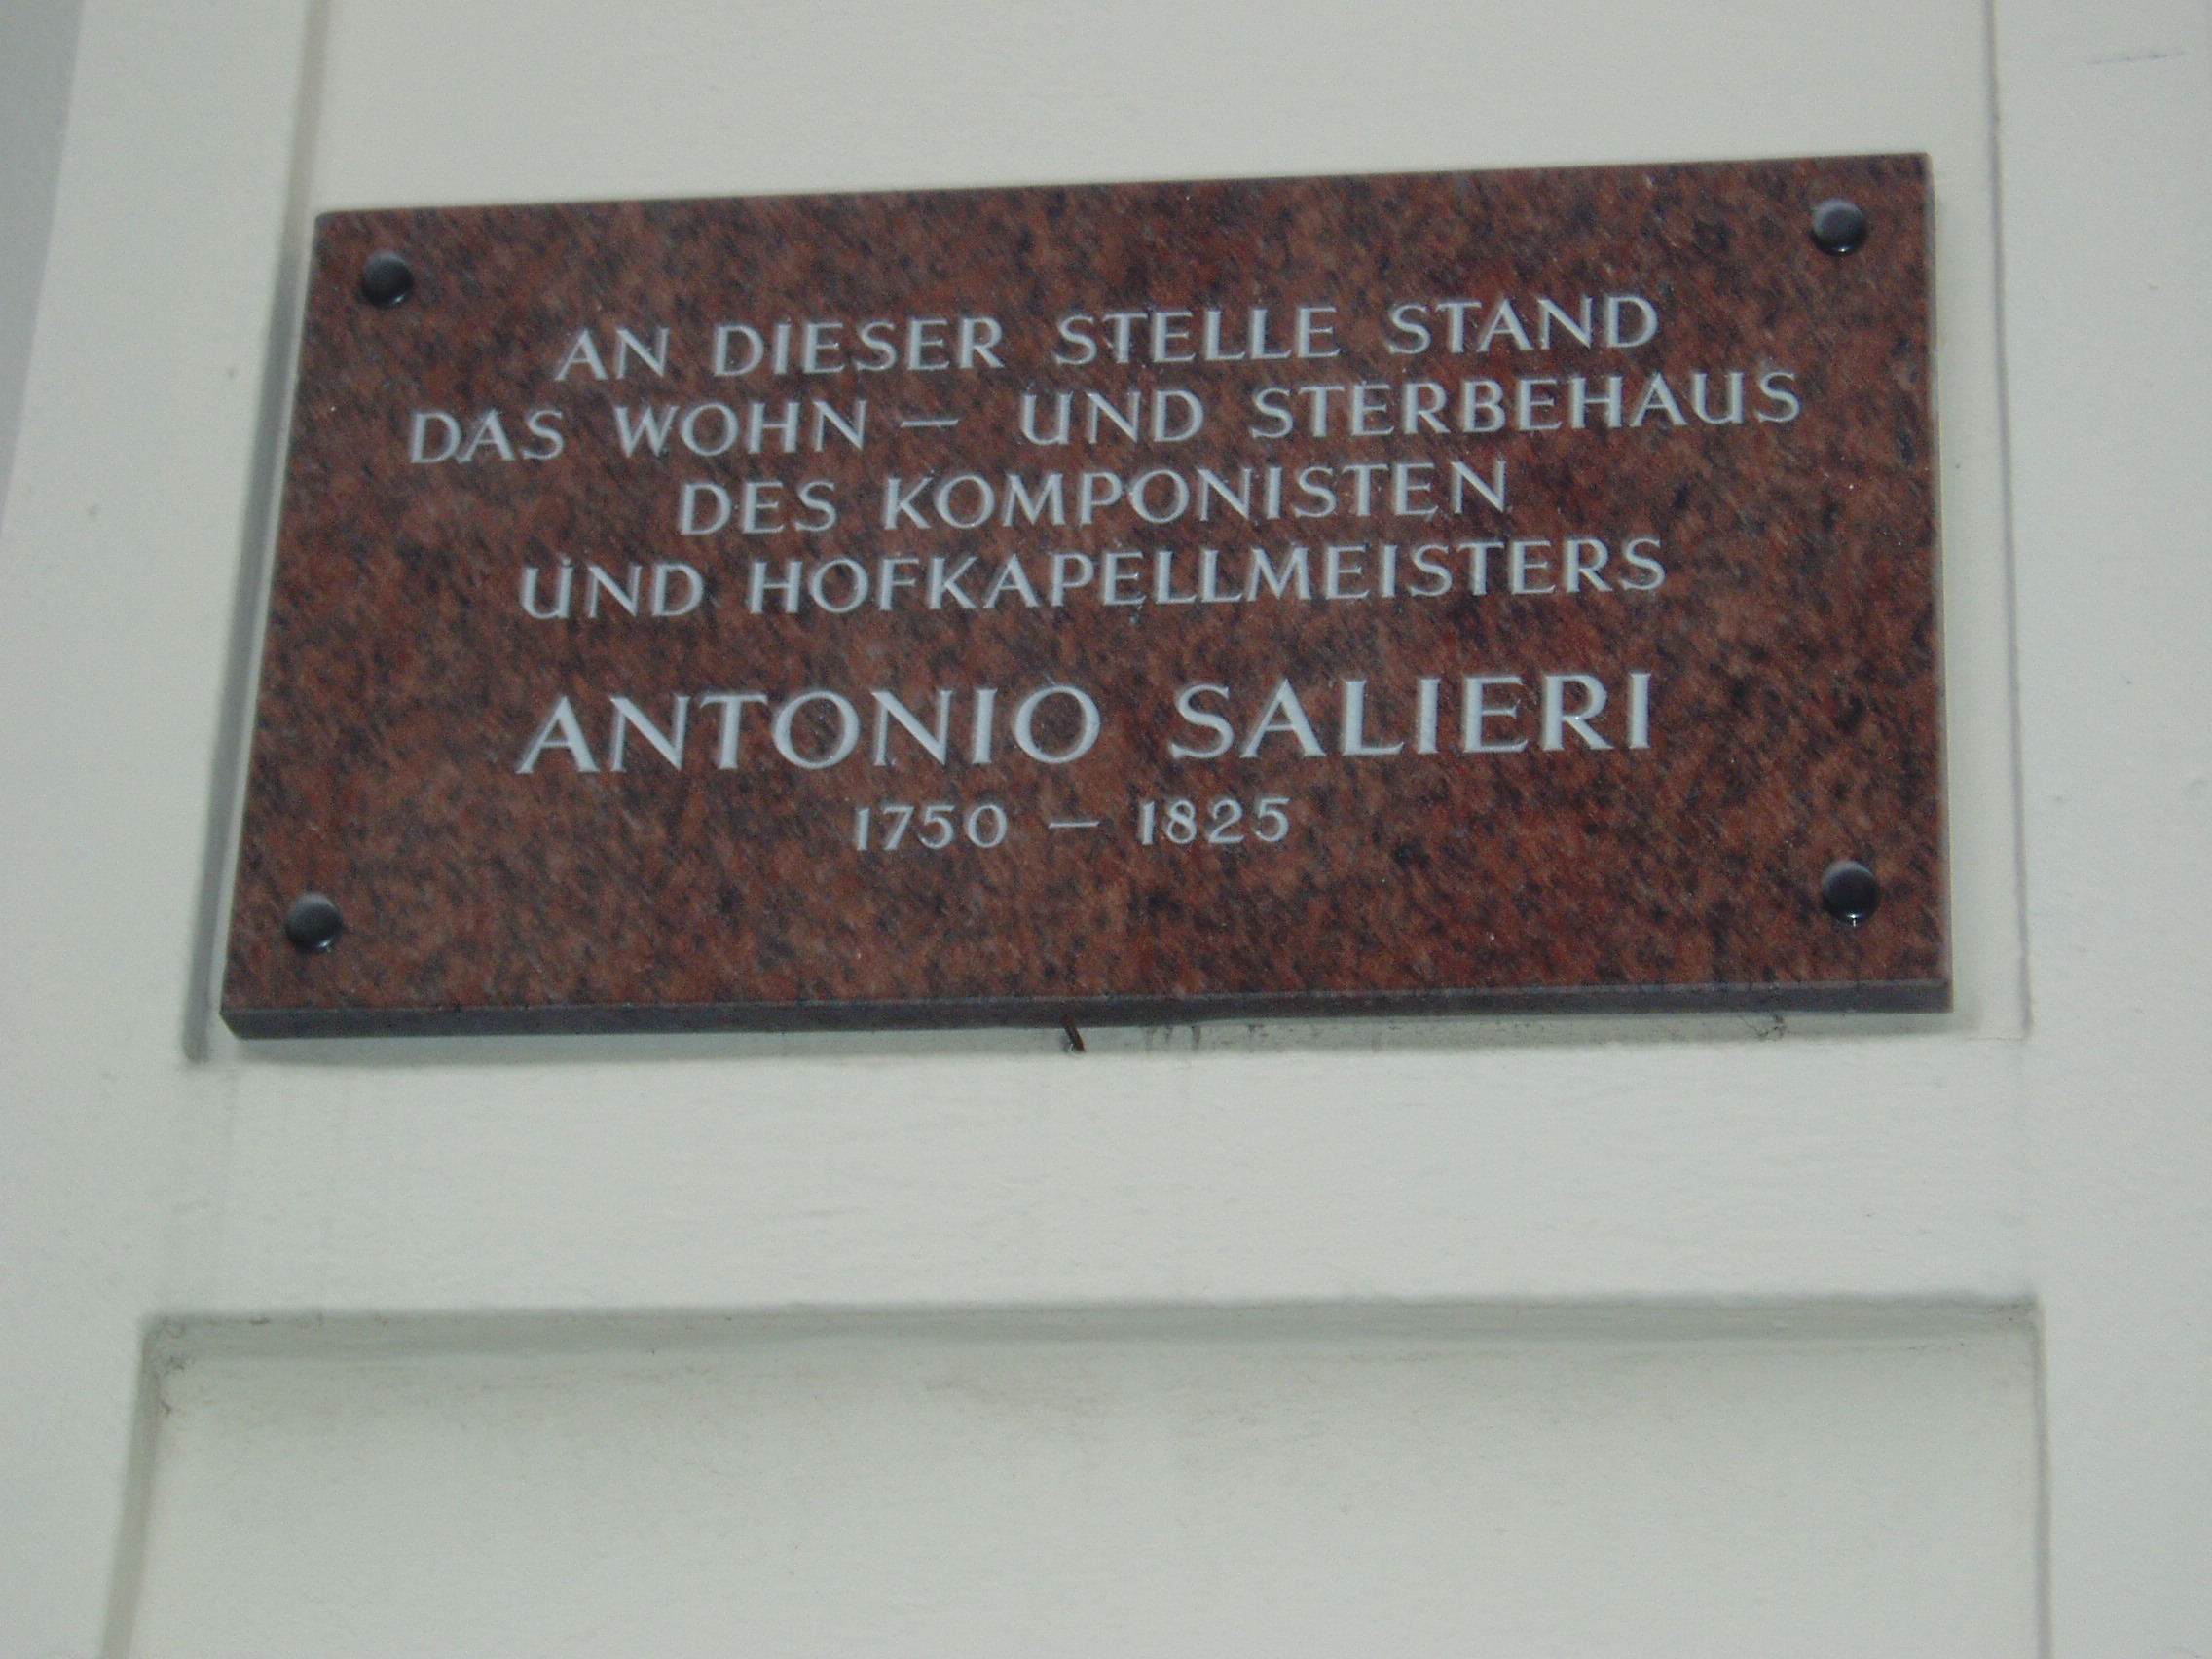 AN DIESER STELLE STAND
DAS WOHN – UND STERBEHAUS
DES KOMPONISTEN
UND HOFKAPELLMEISTERS
ANTONIO SALIERI
1750 – 1825